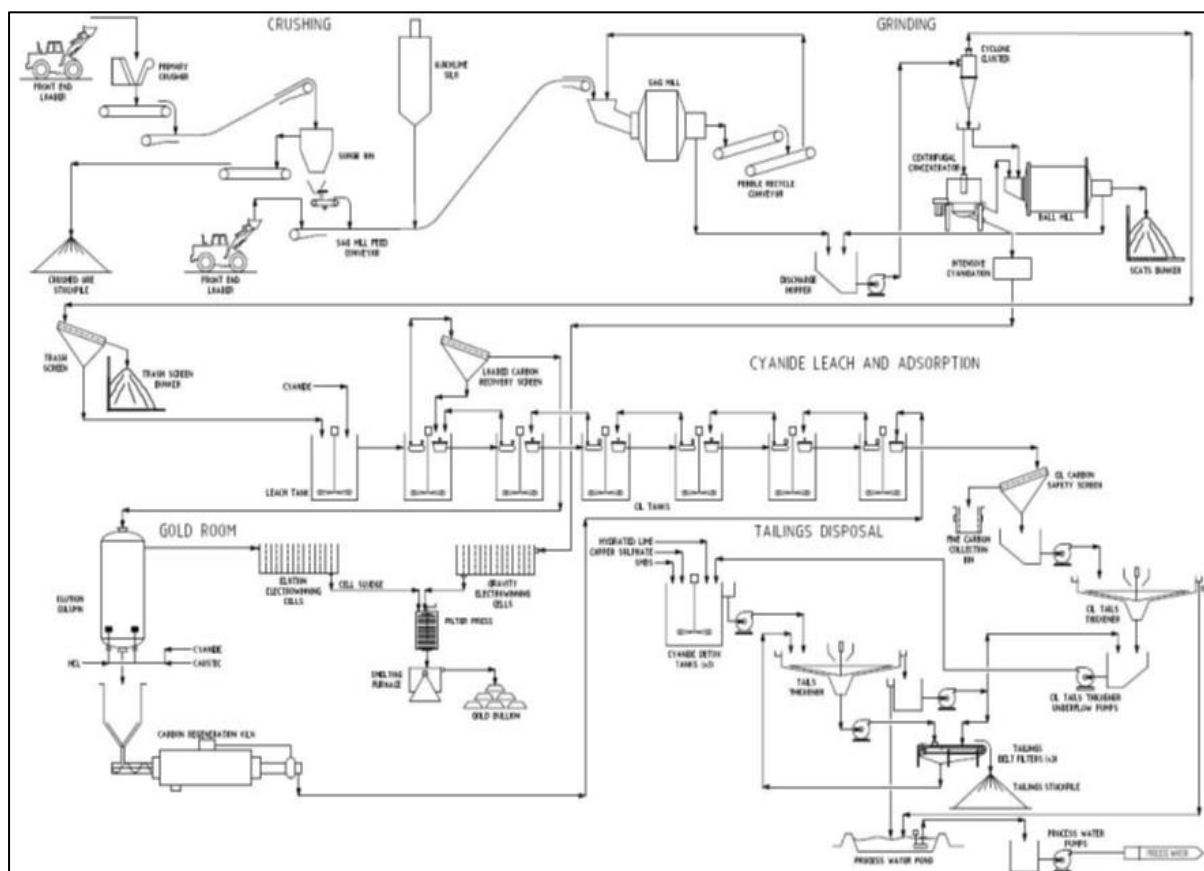 CRUSHING
GRINDING
FRONT END
LOADER
PRIMARY
CRUSHER
QUICKLIME
SILO
SAG MILL
CYCLONE
CLUSTER
SURGE BIN
CENTRIFUGAL
CONCENTRATOR
PEBBLE RECYCLE
CONVEYOR
BALL MILL
CRUSHED ORE
STOCKPILE
FRONT END
LOADER
SAG MILL FEED
CONVEYOR
DISCHARGE
HOPPER
INTENSIVE
CYANIDATION
SCATS BUNKER
TRASH
SCREEN
TRASH SCREEN
BUNKER
LOADED CARBON
RECOVERY SCREEN
CYANIDE LEACH AND ADSORPTION
CYANIDE
LEACH TANK
CIL TANKS
CIL CARBON
SAFETY SCREEN
GOLD ROOM
TAILINGS DISPOSAL
FINE CARBON
COLLECTION
BIN
HYDRATED LIME
COPPER SULPHATE
SMBS
ELUTION
COLUMN
ELUTION
ELECTROWINNING
CELLS
CELL SLUDGE
GRAVITY
ELECTROWINNING
CELLS
FILTER PRESS
CYANIDE DETOX
TANKS (x2)
CIL TAILS
THICKENER
HCL
CYANIDE
CAUSTIC
SMELTING
FURNACE
GOLD BULLION
TAILS
THICKENER
CIL TAILS THICKENER
UNDERFLOW PUMPS
CARBON REGENERATION KILN
TAILINGS
BELT FILTERS (x3)
TAILINGS STOCKPILE
PROCESS WATER POND
PROCESS WATER
PUMPS
PROCESS WATER